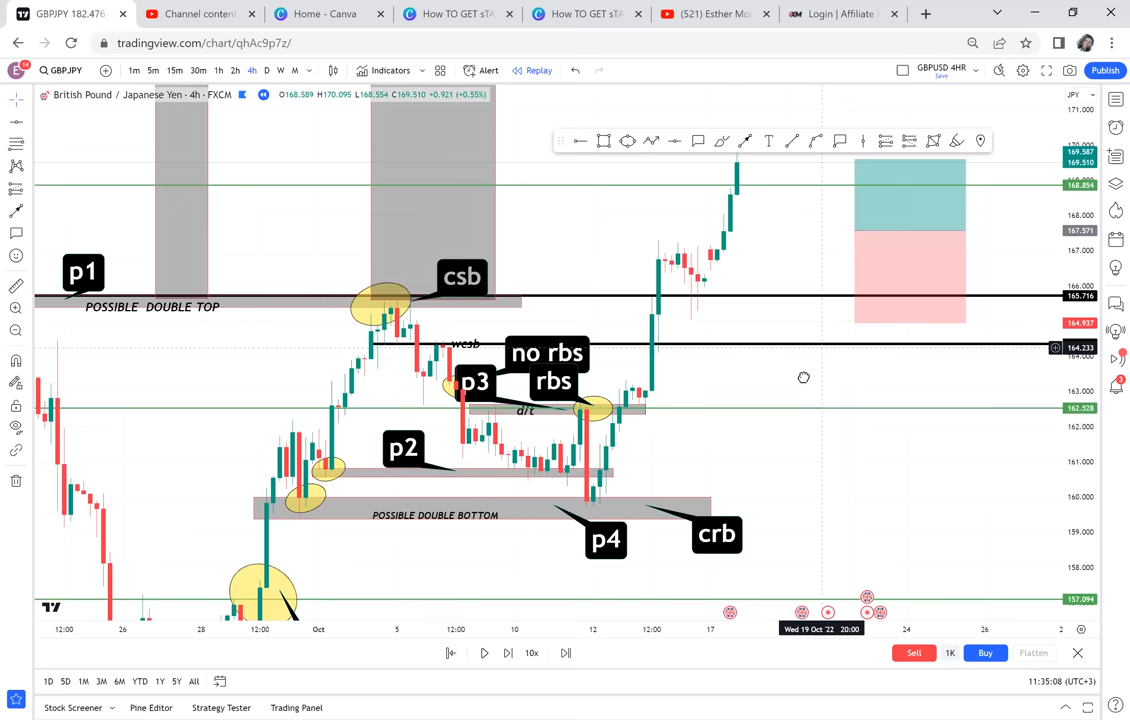 GBPJPY 182.476
Channel content
Home - Canva
How TO GET sTA
How TO GET sTA
(521) Esther Mo
Login | Affiliate
tradingview.com/chart/qhAc9p7z/
E 14
GBPJPY
1m 5m 15m 30m 1h 2h 4h D W M
Indicators
Alert
Replay
GBPUSD 4HR
Save
Publish
British Pound / Japanese Yen · 4h · FXCM
O168.589 H170.095 L168.554 C169.510 +0.921 (+0.55%)
JPY
171.000
170.000
169.587
169.510
168.854
168.000
167.571
167.000
166.000
165.716
164.937
164.233
163.000
162.528
162.000
161.000
160.000
159.000
158.000
157.094
p1
csb
POSSIBLE DOUBLE TOP
wcsb
no rbs
p3
rbs
d/t
p2
POSSIBLE DOUBLE BOTTOM
p4
crb
12:00 26 28 12:00 Oct 5 12:00 10 12 12:00 17 Wed 19 Oct '22 20:00 24 26 2
10x
Sell
1K
Buy
Flatten
1D 5D 1M 3M 6M YTD 1Y 5Y All
11:35:08 (UTC+3)
Stock Screener
Pine Editor
Strategy Tester
Trading Panel
3